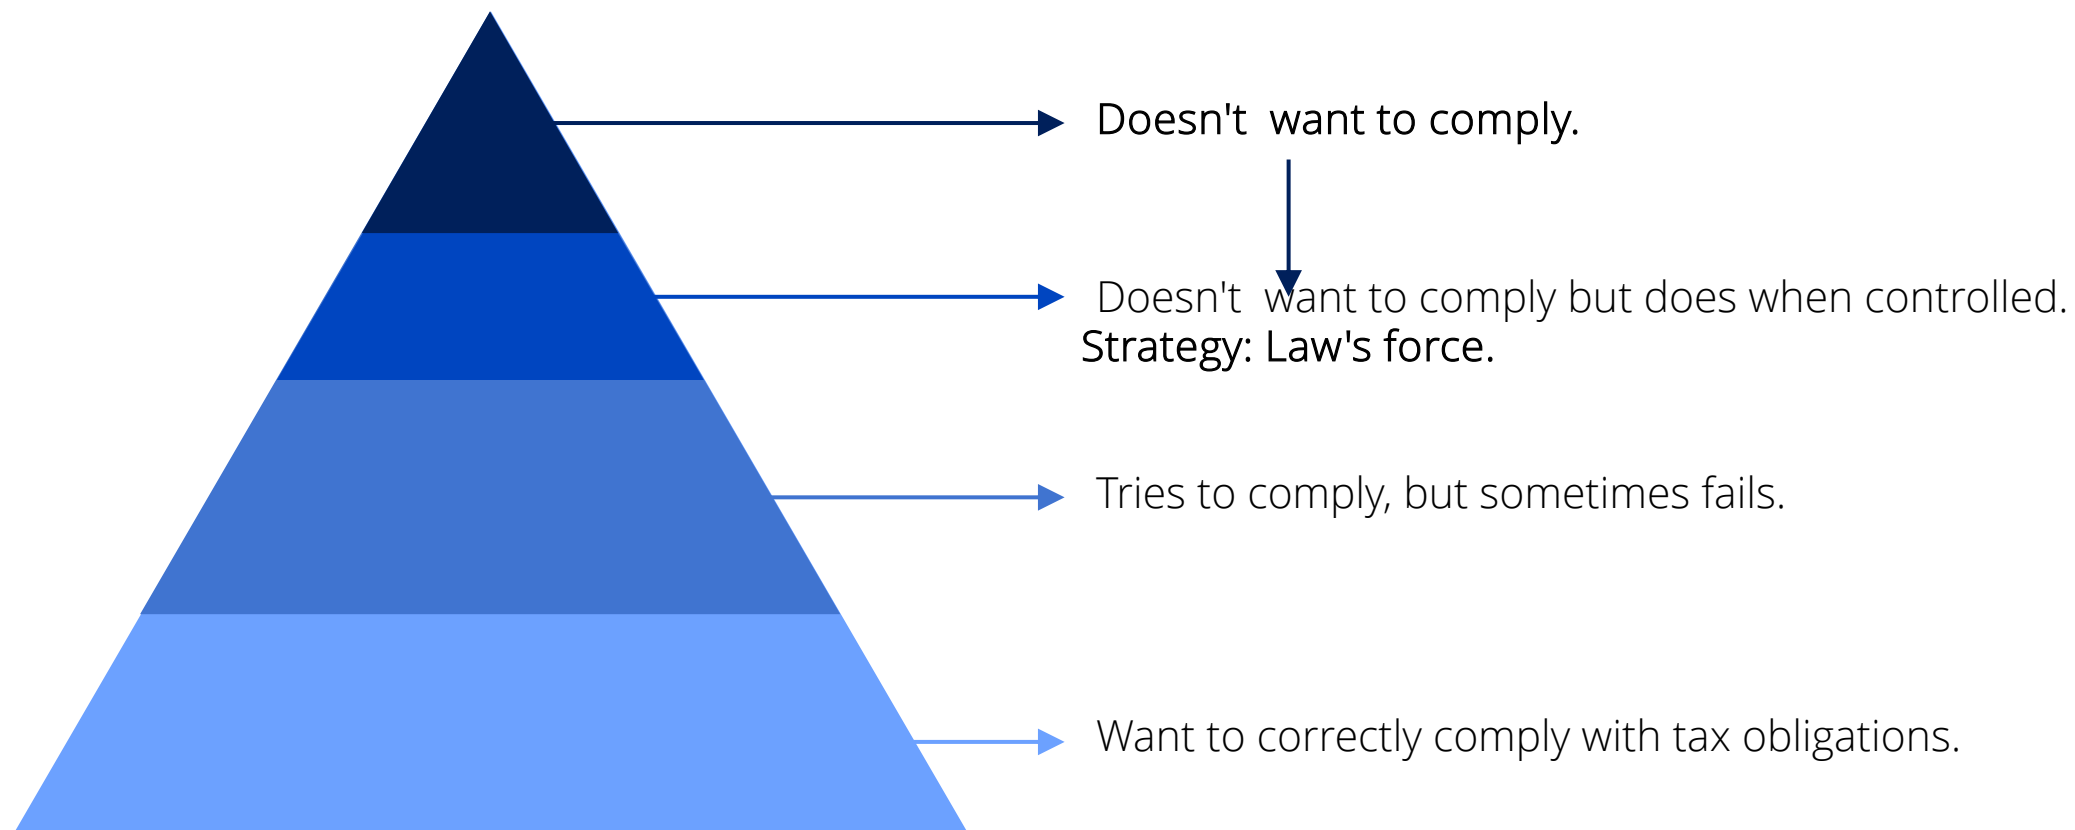 Doesn't  want to comply.
Doesn't  want to comply but does when controlled.
Strategy: Law's force.
Tries to comply, but sometimes fails.
Want to correctly comply with tax obligations.